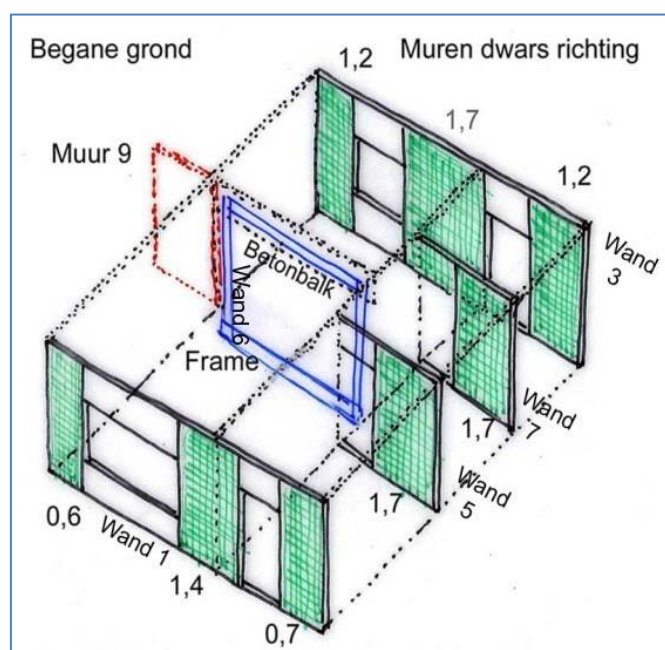 Begane grond
Muren dwars richting
1,2
1,7
1,2
Muur 9
Wand
3
Betonbalk
Wand 6
Frame
1,7
Wand
7
1,7
Wand
5
0,6
Wand 1
1,4
0,7